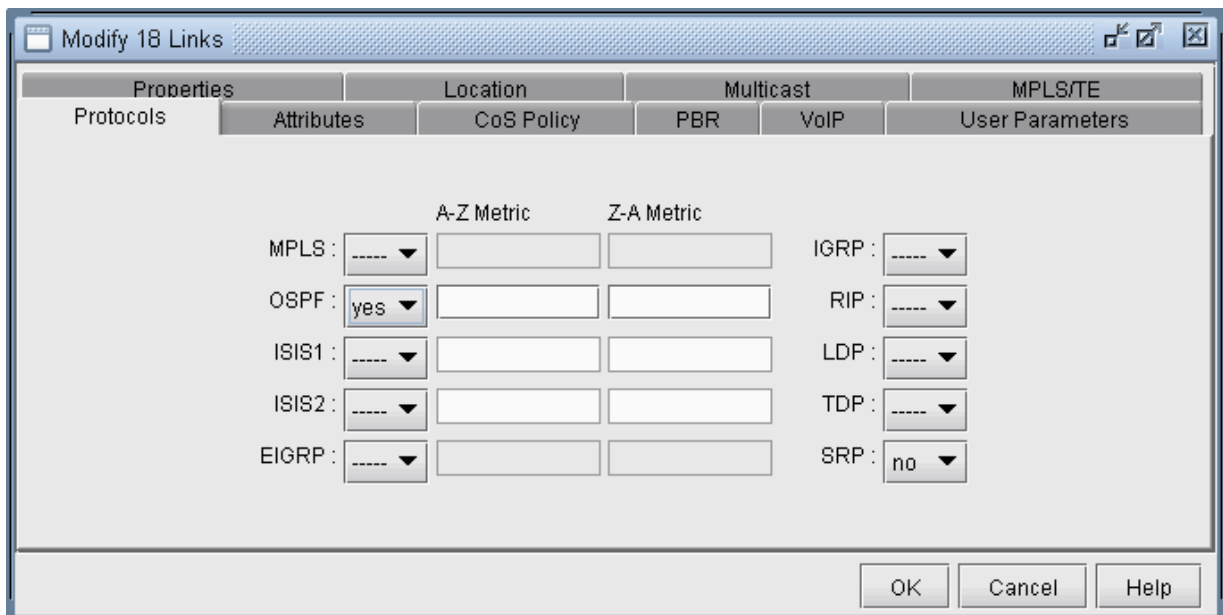 Modify 18 Links
Properties Location Multicast MPLS/TE
Protocols Attributes CoS Policy PBR VoIP User Parameters
A-Z Metric Z-A Metric
MPLS : ----- IGRP : -----
OSPF : yes RIP : -----
ISIS1 : ----- LDP : -----
ISIS2 : ----- TDP : -----
EIGRP : ----- SRP : no
OK Cancel Help